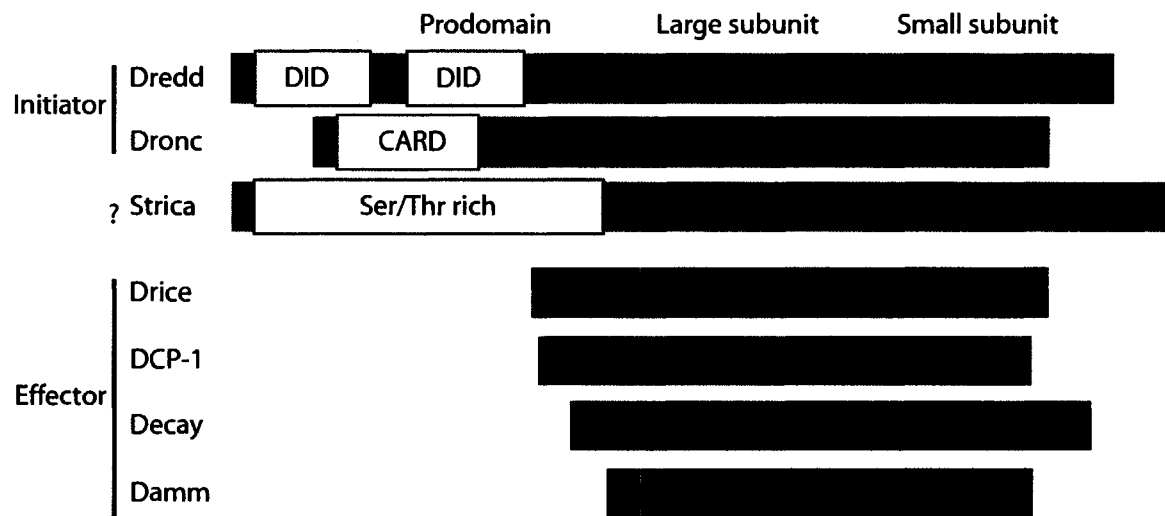 Prodomain Large subunit Small subunit
Initiator
Dredd DID DID
Dronc CARD
? Strica Ser/Thr rich
Effector
Drice
DCP-1
Decay
Damm